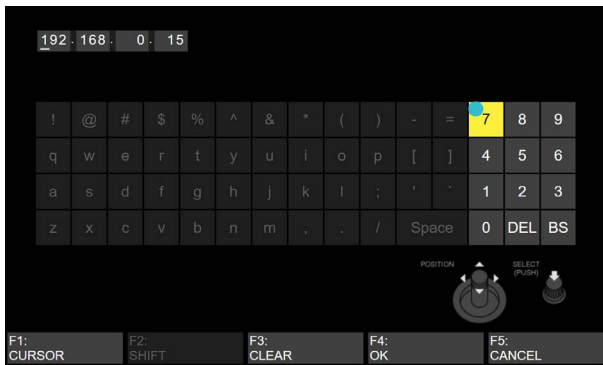 192. 168. 0. 15
! @ # $ % ^ & * ( ) - = 7 8 9
q w e r t y u i o p [ ] 4 5 6
a s d f g h j k l ; ' ` 1 2 3
z x c v b n m , . / Space 0 DEL BS
POSITION SELECT
(PUSH)
F1: F2: F3: F4: F5:
CURSOR SHIFT CLEAR OK CANCEL